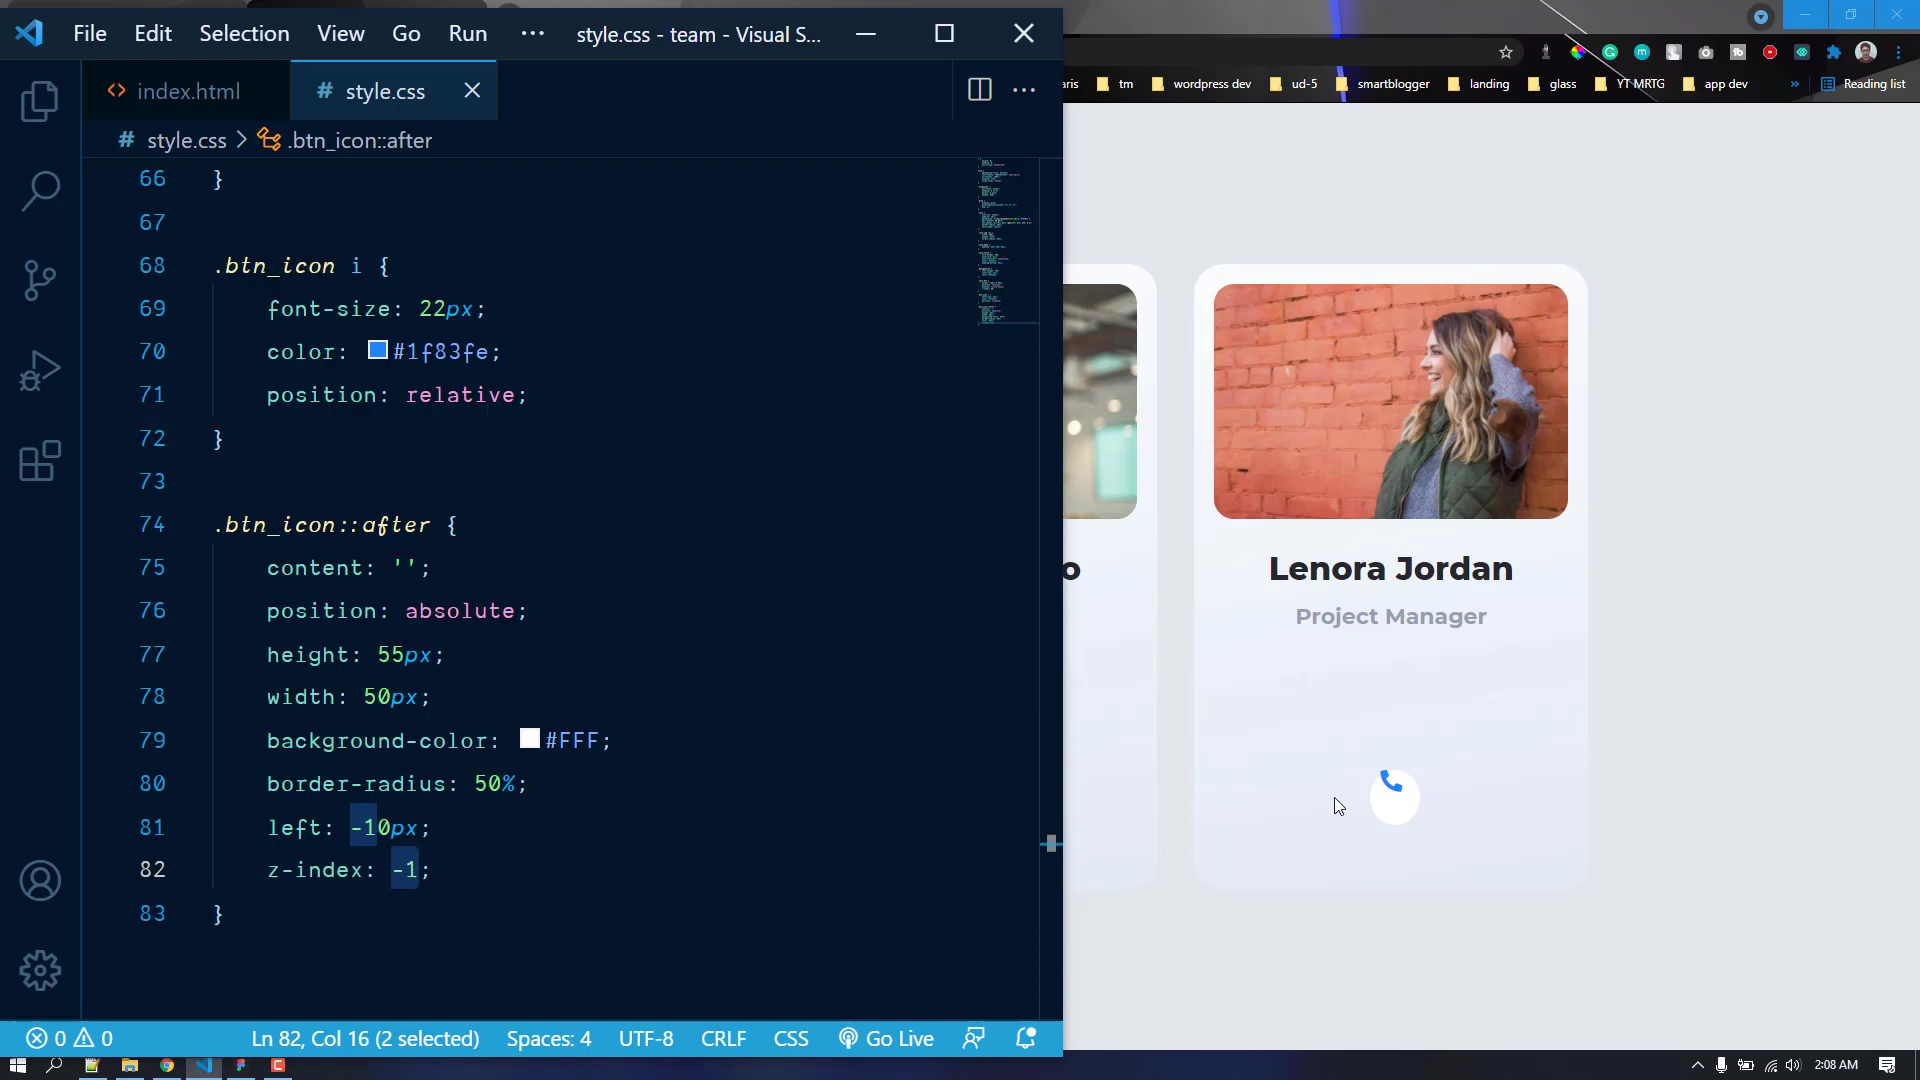 File Edit Selection View Go Run ··· style.css - team - Visual S...
index.html
# style.css
# style.css > .btn_icon::after
66 }
67
68 .btn_icon i {
69 font-size: 22px;
70 color: #1f83fe;
71 position: relative;
72 }
73
74 .btn_icon::after {
75 content: '';
76 position: absolute;
77 height: 55px;
78 width: 50px;
79 background-color: #FFF;
80 border-radius: 50%;
81 left: -10px;
82 z-index: -1;
83 }
0 0 Ln 82, Col 16 (2 selected) Spaces: 4 UTF-8 CRLF CSS Go Live
aris tm wordpress dev ud-5 smartblogger landing glass YT MRTG app dev » Reading list
o
Lenora Jordan
Project Manager
2:08 AM